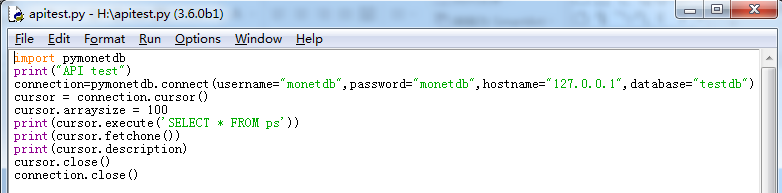 apitest.py - H:\apitest.py (3.6.0b1)
File Edit Format Run Options Window Help
import pymonetdb
print("API test")
connection=pymonetdb.connect(username="monetdb",password="monetdb",hostname="127.0.0.1",database="testdb")
cursor = connection.cursor()
cursor.arraysize = 100
print(cursor.execute('SELECT * FROM ps'))
print(cursor.fetchone())
print(cursor.description)
cursor.close()
connection.close()